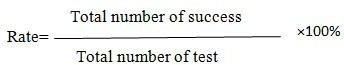 Total number of success
Rate= ×100%
Total number of test